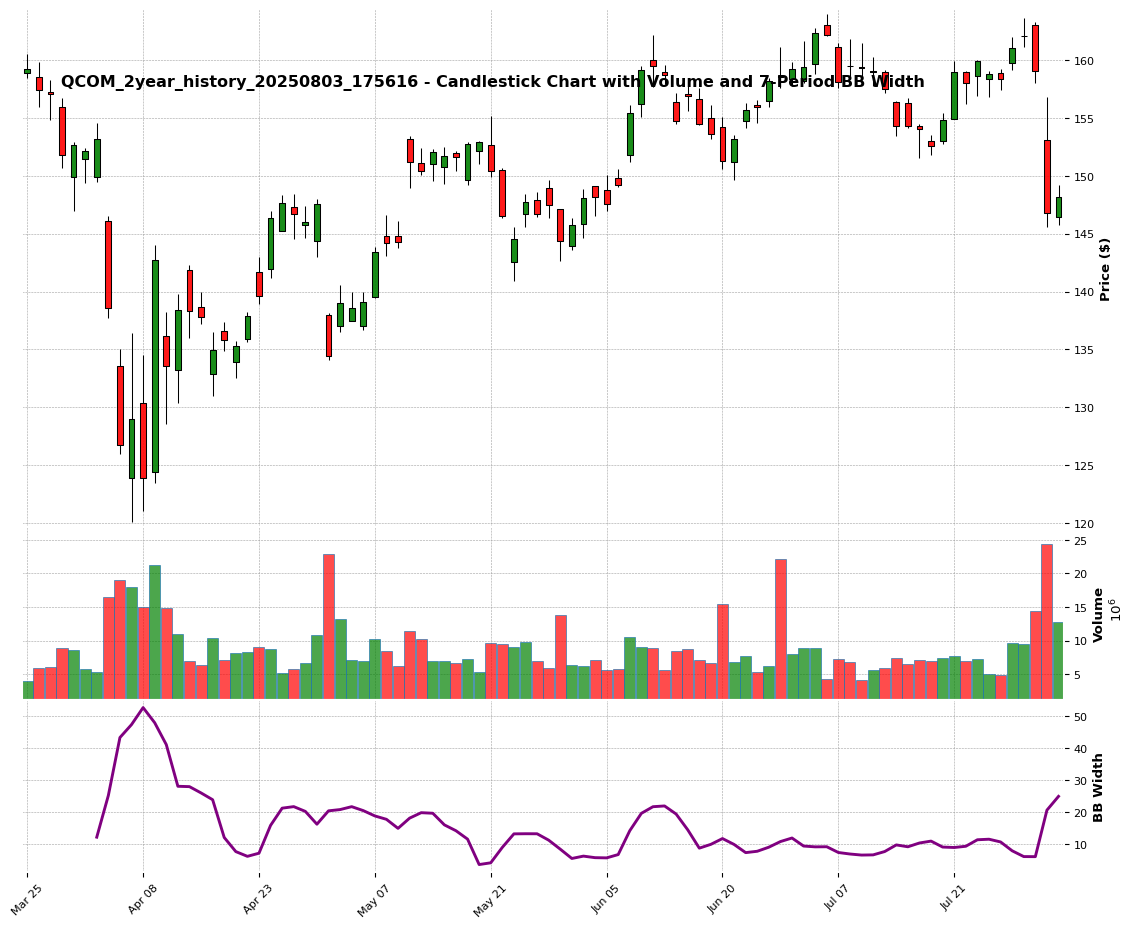 QCOM_2year_history_20250803_175616 - Candlestick Chart with Volume and 7-Period BB Width
160
155
150
145
140
135
130
125
120
Price ($)
25
20
15
10
5
Volume
10^6
50
40
30
20
10
BB Width
Mar 25
Apr 08
Apr 23
May 07
May 21
Jun 05
Jun 20
Jul 07
Jul 21